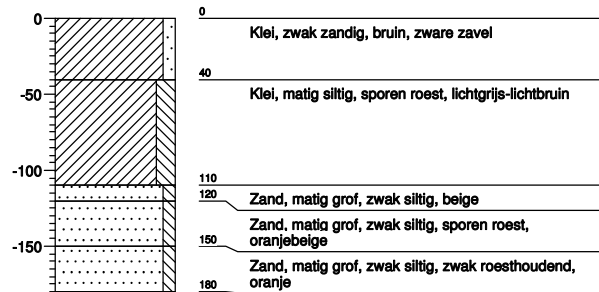 0
0
Klei, zwak zandig, bruin, zware zavel
40
-50
Klei, matig siltig, sporen roest, lichtgrijs-lichtbruin
-100
110
120
Zand, matig grof, zwak siltig, beige
Zand, matig grof, zwak siltig, sporen roest,
oranjebeige
-150
150
Zand, matig grof, zwak siltig, zwak roesthoudend,
oranje
180